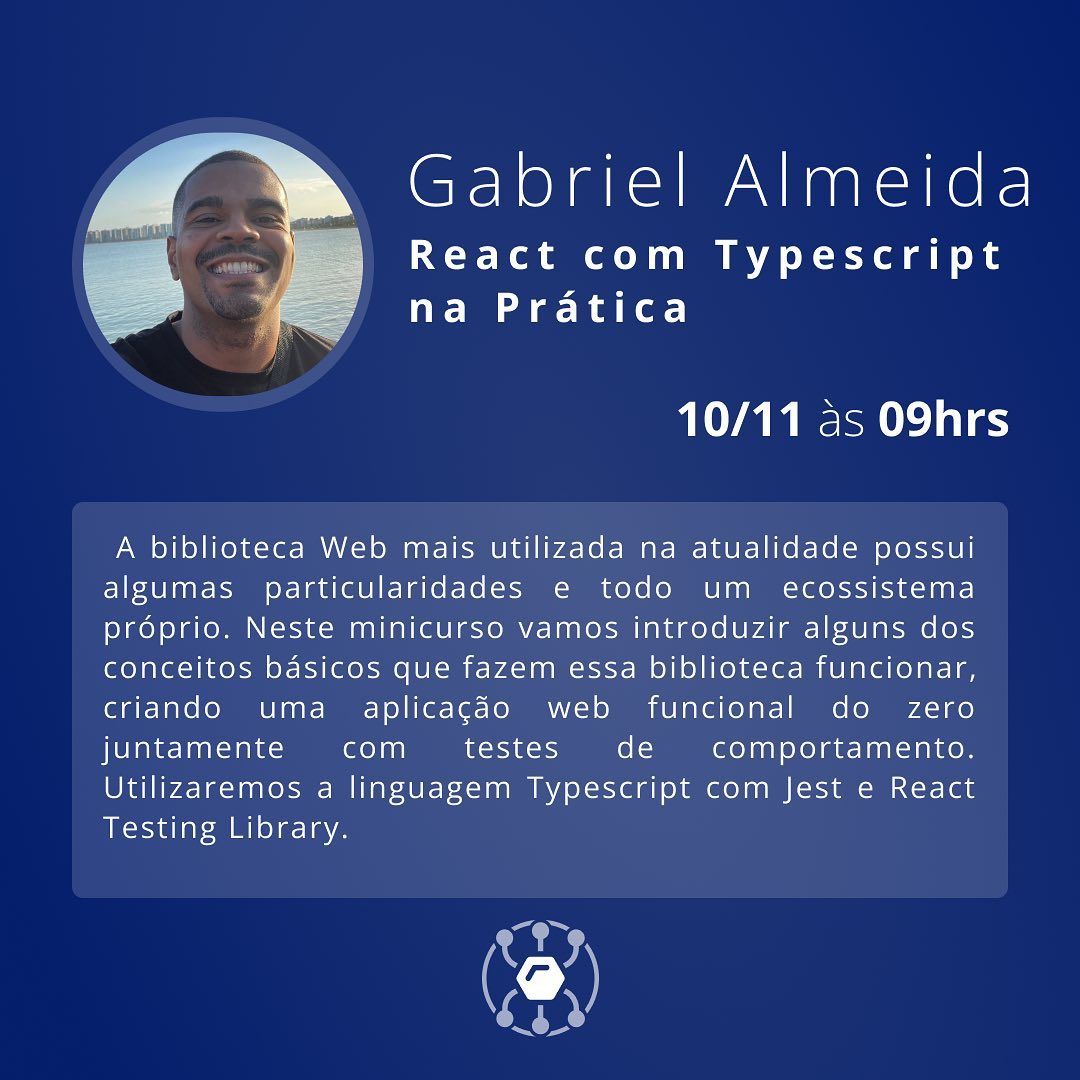 Gabriel Almeida
React com Typescript
na Prática
10/11 às 09hrs
A biblioteca Web mais utilizada na atualidade possui
algumas particularidades e todo um ecossistema
próprio. Neste minicurso vamos introduzir alguns dos
conceitos básicos que fazem essa biblioteca funcionar,
criando uma aplicação web funcional do zero
juntamente com testes de comportamento.
Utilizaremos a linguagem Typescript com Jest e React
Testing Library.